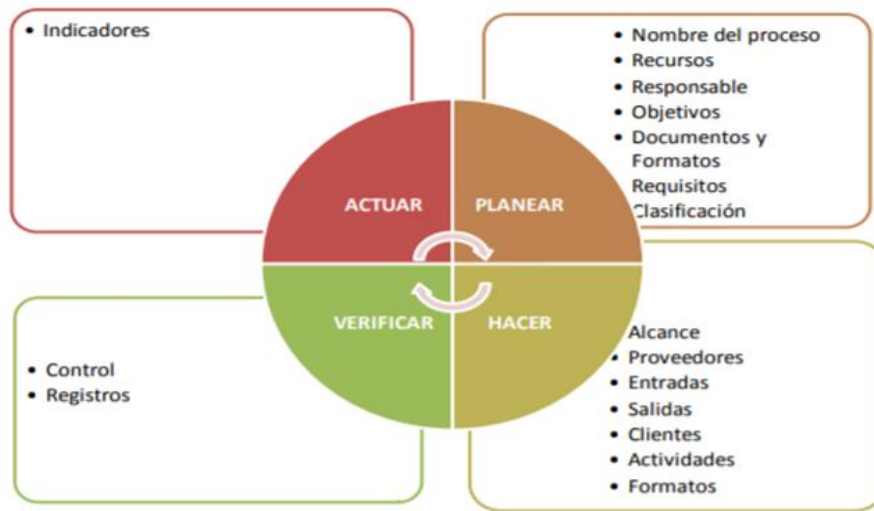 • Indicadores
• Nombre del proceso
• Recursos
• Responsable
• Objetivos
• Documentos y
Formatos
Requisitos
Clasificación
ACTUAR
PLANEAR
VERIFICAR
HACER
• Control
• Registros
Alcance
• Proveedores
• Entradas
• Salidas
• Clientes
• Actividades
• Formatos